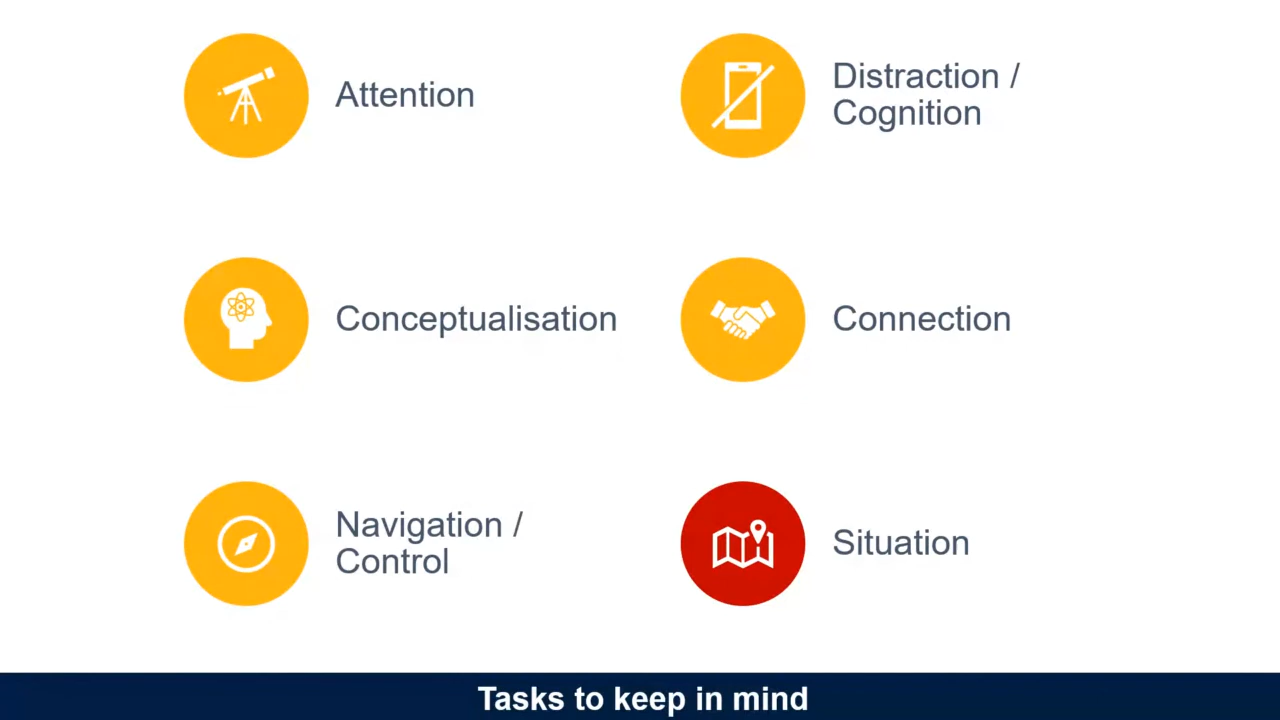 Attention
Distraction /
Cognition
Conceptualisation
Connection
Navigation /
Control
Situation
Tasks to keep in mind